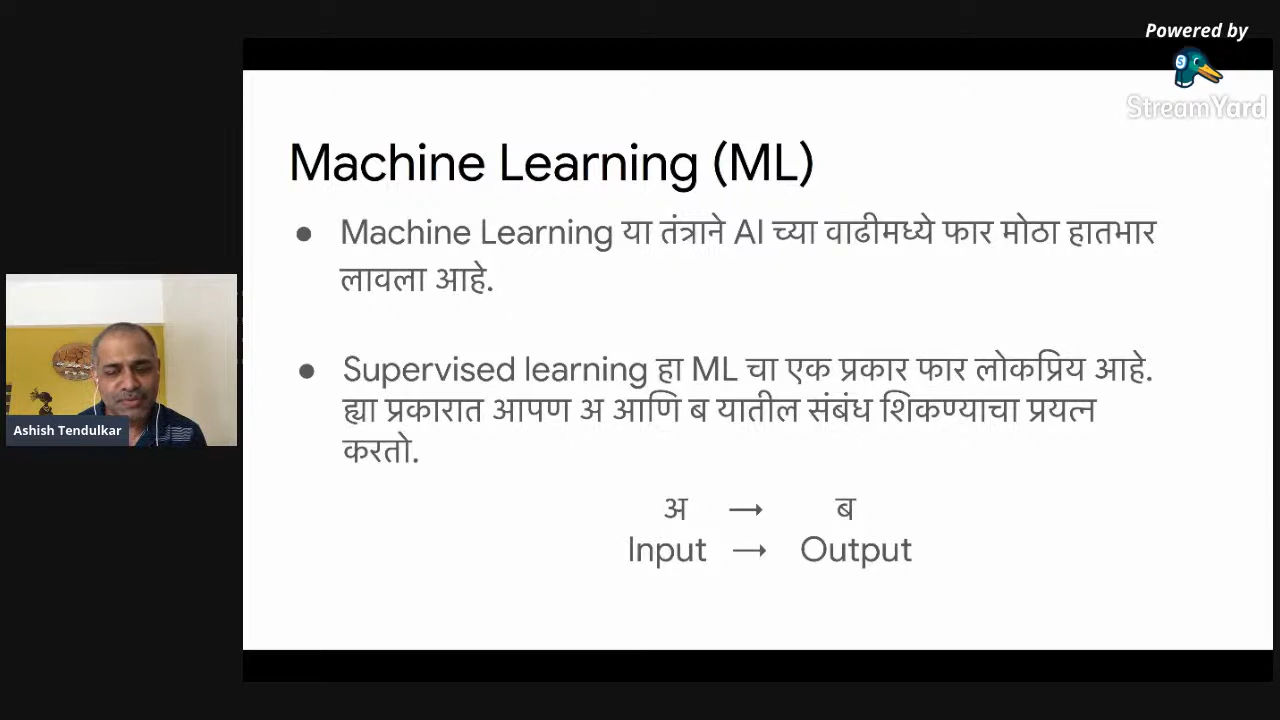 Powered by
StreamYard
Machine Learning (ML)
● Machine Learning या तंत्राने AI च्या वाढीमध्ये फार मोठा हातभार
लावला आहे.
● Supervised learning हा ML चा एक प्रकार फार लोकप्रिय आहे.
ह्या प्रकारात आपण अ आणि ब यातील संबंध शिकण्याचा प्रयत्न
करतो.
अ → ब
Input → Output
Ashish Tendulkar